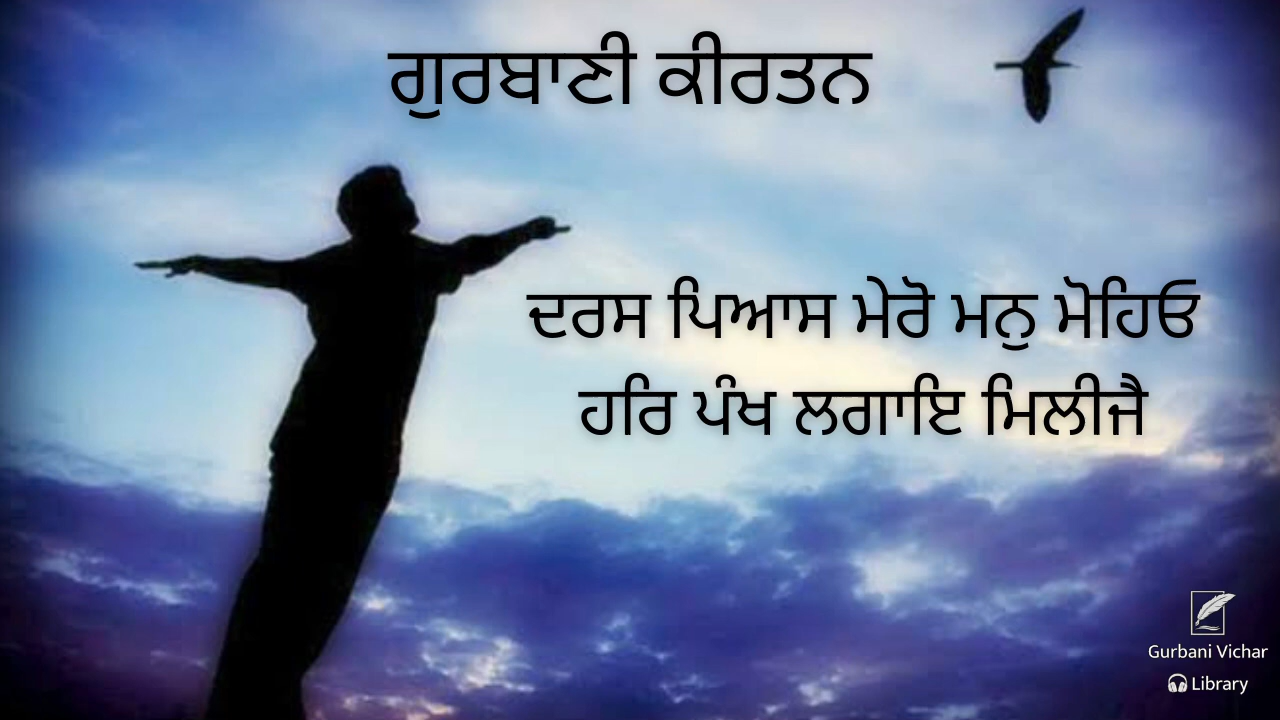 ਗੁਰਬਾਣੀ ਕੀਰਤਨ
ਦਰਸ ਪਿਆਸ ਮੇਰੋ ਮਨੁ ਮੋਹਿਓ
ਹਰਿ ਪੰਖ ਲਗਾਇ ਮਿਲੀਜੈ
Gurbani Vichar
Library